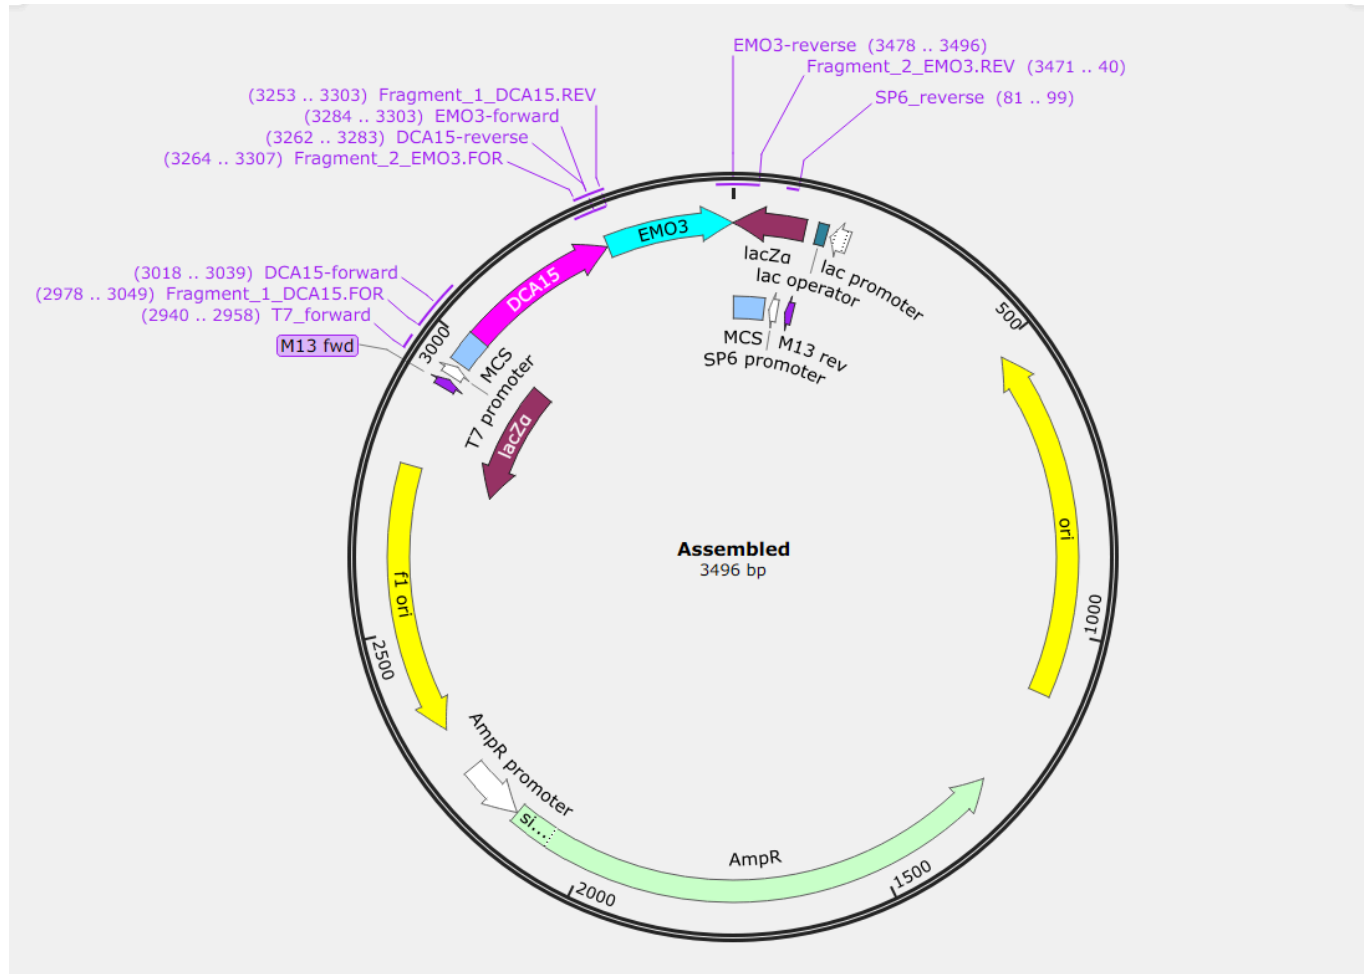 EMO3-reverse (3478 .. 3496)
Fragment_2_EMO3.REV (3471 .. 40)
SP6_reverse (81 .. 99)
(3253 .. 3303) Fragment_1_DCA15.REV
(3284 .. 3303) EMO3-forward
(3262 .. 3283) DCA15-reverse
(3264 .. 3307) Fragment_2_EMO3.FOR
(3018 .. 3039) DCA15-forward
(2978 .. 3049) Fragment_1_DCA15.FOR
(2940 .. 2958) T7_forward
M13 fwd
3000
MCS
T7 promoter
DCA15
EMO3
lacZα
lac operator
lac promoter
MCS
SP6 promoter
M13 rev
500
lacZα
ori
f1 ori
Assembled
3496 bp
1000
2500
AmpR promoter
si...
AmpR
1500
2000